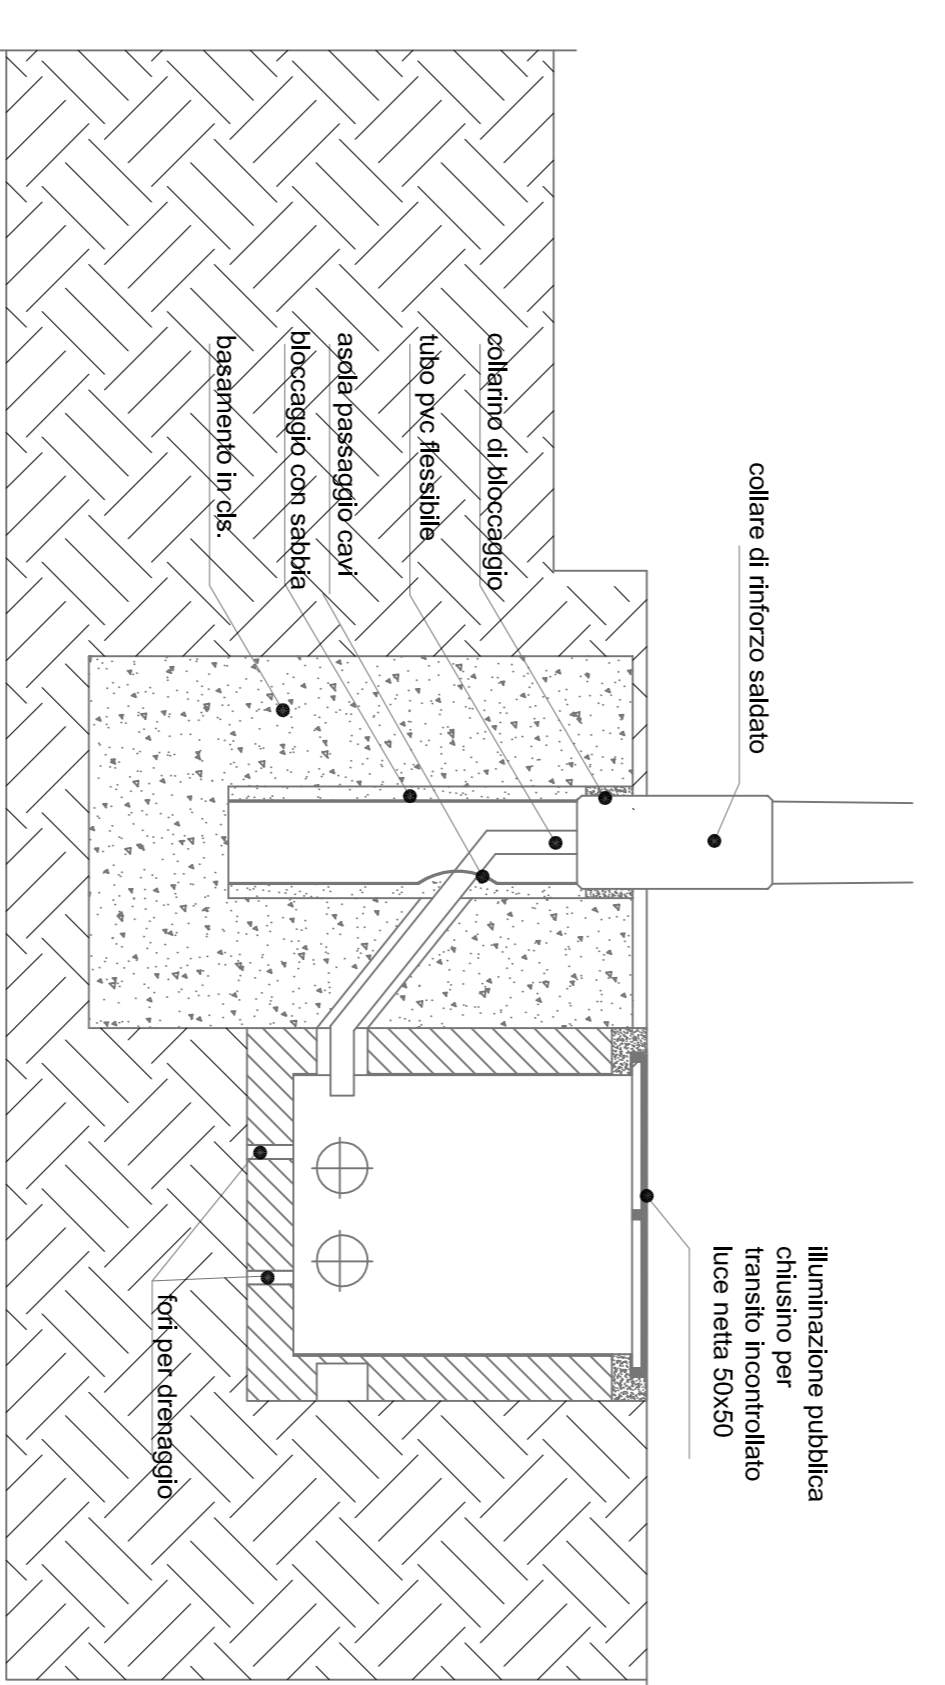 collare di rinforzo saldato
collarino di bloccaggio
tubo pvc flessibile
asola passaggio cavi
bloccaggio con sabbia
basamento in cls.
illuminazione pubblica
chiusino per
transito incontrollato
luce netta 50x50
fori per drenaggio